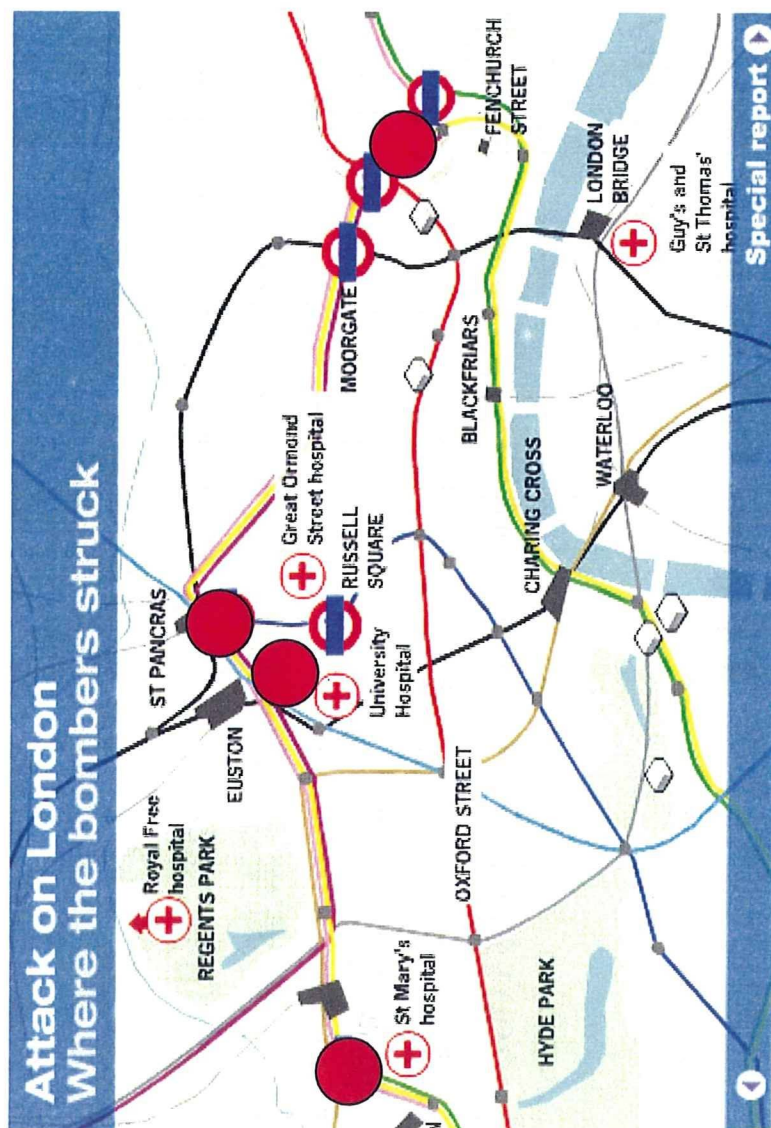 Attack on London
Where the bombers struck
Royal Free
hospital
REGENTS PARK
EUSTON
ST PANCRAS
Great Ormond
Street hospital
RUSSELL
SQUARE
University
Hospital
MOORGATE
St Mary's
hospital
OXFORD STREET
HYDE PARK
CHARING CROSS
BLACKFRIARS
WATERLOO
FENCHURCH
STREET
LONDON
BRIDGE
Guy's and
St Thomas'
hospital
Special report